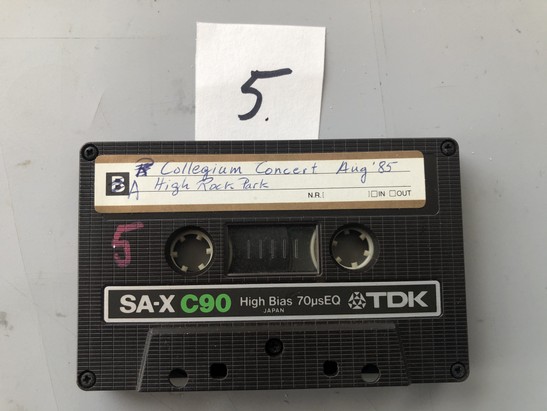 5.
Collegium Concert Aug '85
B A High Rock Park
N.R.( ) □IN □OUT
5
SA-X C90 High Bias 70µsEQ TDK
JAPAN